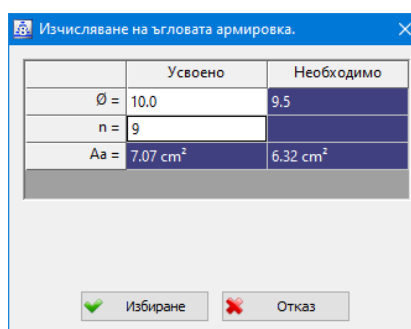 Изчисляване на ъгловата армировка.
Усвоено Необходимо
Ø = 10.0 9.5
n = 9
Aa = 7.07 cm² 6.32 cm²
Избиране Отказ